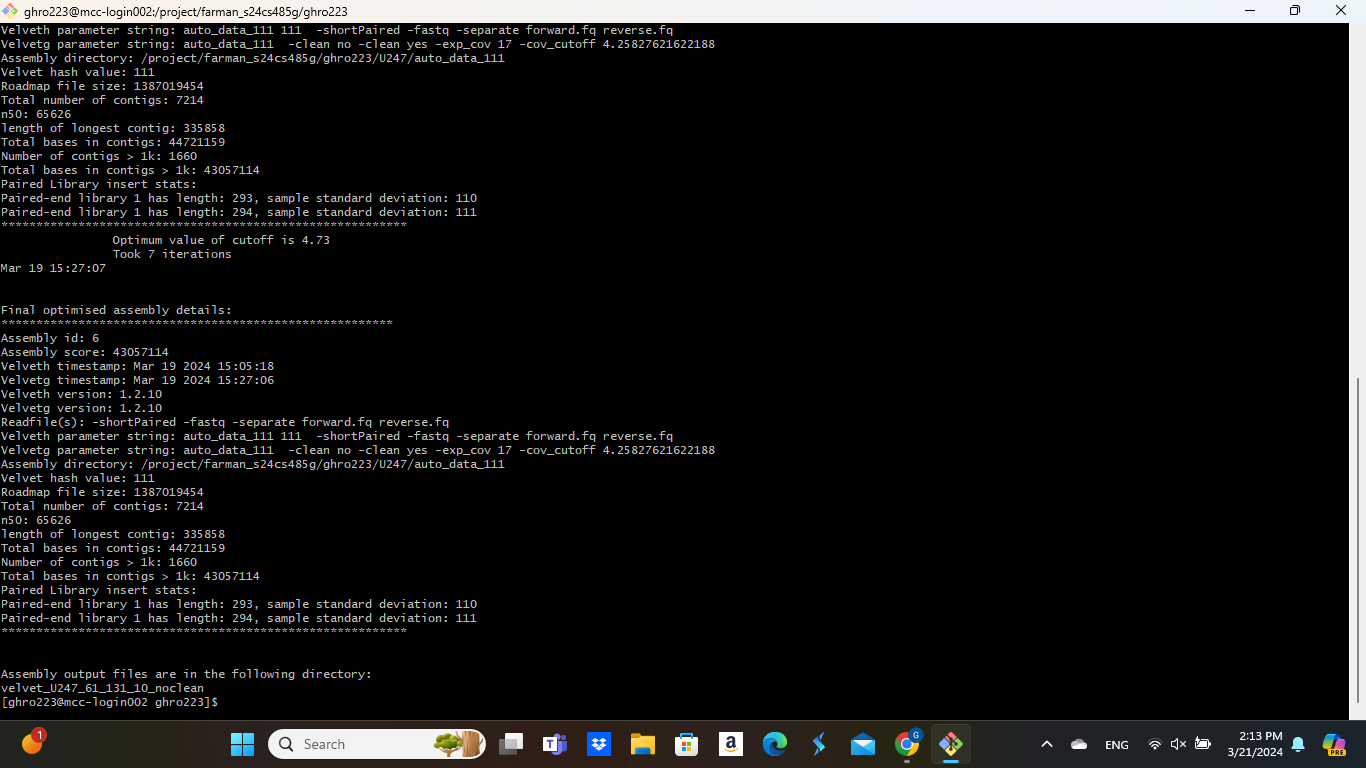 ghro223@mcc-login002:/project/farman_s24cs485g/ghro223
Velveth parameter string: auto_data_111 111  -shortPaired -fastq -separate forward.fq reverse.fq
Velvetg parameter string: auto_data_111  -clean no -clean yes -exp_cov 17 -cov_cutoff 4.25827621622188
Assembly directory: /project/farman_s24cs485g/ghro223/U247/auto_data_111
Velvet hash value: 111
Roadmap file size: 1387019454
Total number of contigs: 7214
n50: 65626
length of longest contig: 335858
Total bases in contigs: 44721159
Number of contigs > 1k: 1660
Total bases in contigs > 1k: 43057114
Paired Library insert stats:
Paired-end library 1 has length: 293, sample standard deviation: 110
Paired-end library 1 has length: 294, sample standard deviation: 111
**********************************************************
Optimum value of cutoff is 4.73
Took 7 iterations
Mar 19 15:27:07
Final optimised assembly details:
********************************************************
Assembly id: 6
Assembly score: 43057114
Velveth timestamp: Mar 19 2024 15:05:18
Velvetg timestamp: Mar 19 2024 15:27:06
Velveth version: 1.2.10
Velvetg version: 1.2.10
Readfile(s): -shortPaired -fastq -separate forward.fq reverse.fq
Velveth parameter string: auto_data_111 111  -shortPaired -fastq -separate forward.fq reverse.fq
Velvetg parameter string: auto_data_111  -clean no -clean yes -exp_cov 17 -cov_cutoff 4.25827621622188
Assembly directory: /project/farman_s24cs485g/ghro223/U247/auto_data_111
Velvet hash value: 111
Roadmap file size: 1387019454
Total number of contigs: 7214
n50: 65626
length of longest contig: 335858
Total bases in contigs: 44721159
Number of contigs > 1k: 1660
Total bases in contigs > 1k: 43057114
Paired Library insert stats:
Paired-end library 1 has length: 293, sample standard deviation: 110
Paired-end library 1 has length: 294, sample standard deviation: 111
**********************************************************
Assembly output files are in the following directory:
velvet_U247_61_131_10_noclean
[ghro223@mcc-login002 ghro223]$
1
Search
a
G
ENG
2:13 PM
3/21/2024
PRE